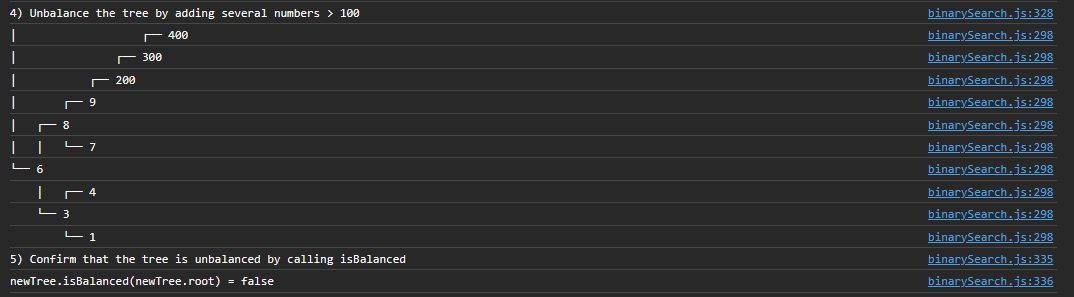 4) Unbalance the tree by adding several numbers > 100 binarySearch.js:328
│                   ┌── 400 binarySearch.js:298
│               ┌── 300 binarySearch.js:298
│           ┌── 200 binarySearch.js:298
│       ┌── 9 binarySearch.js:298
│   ┌── 8 binarySearch.js:298
│   │   └── 7 binarySearch.js:298
└── 6 binarySearch.js:298
    │   ┌── 4 binarySearch.js:298
    └── 3 binarySearch.js:298
        └── 1 binarySearch.js:298
5) Confirm that the tree is unbalanced by calling isBalanced binarySearch.js:335
newTree.isBalanced(newTree.root) = false binarySearch.js:336